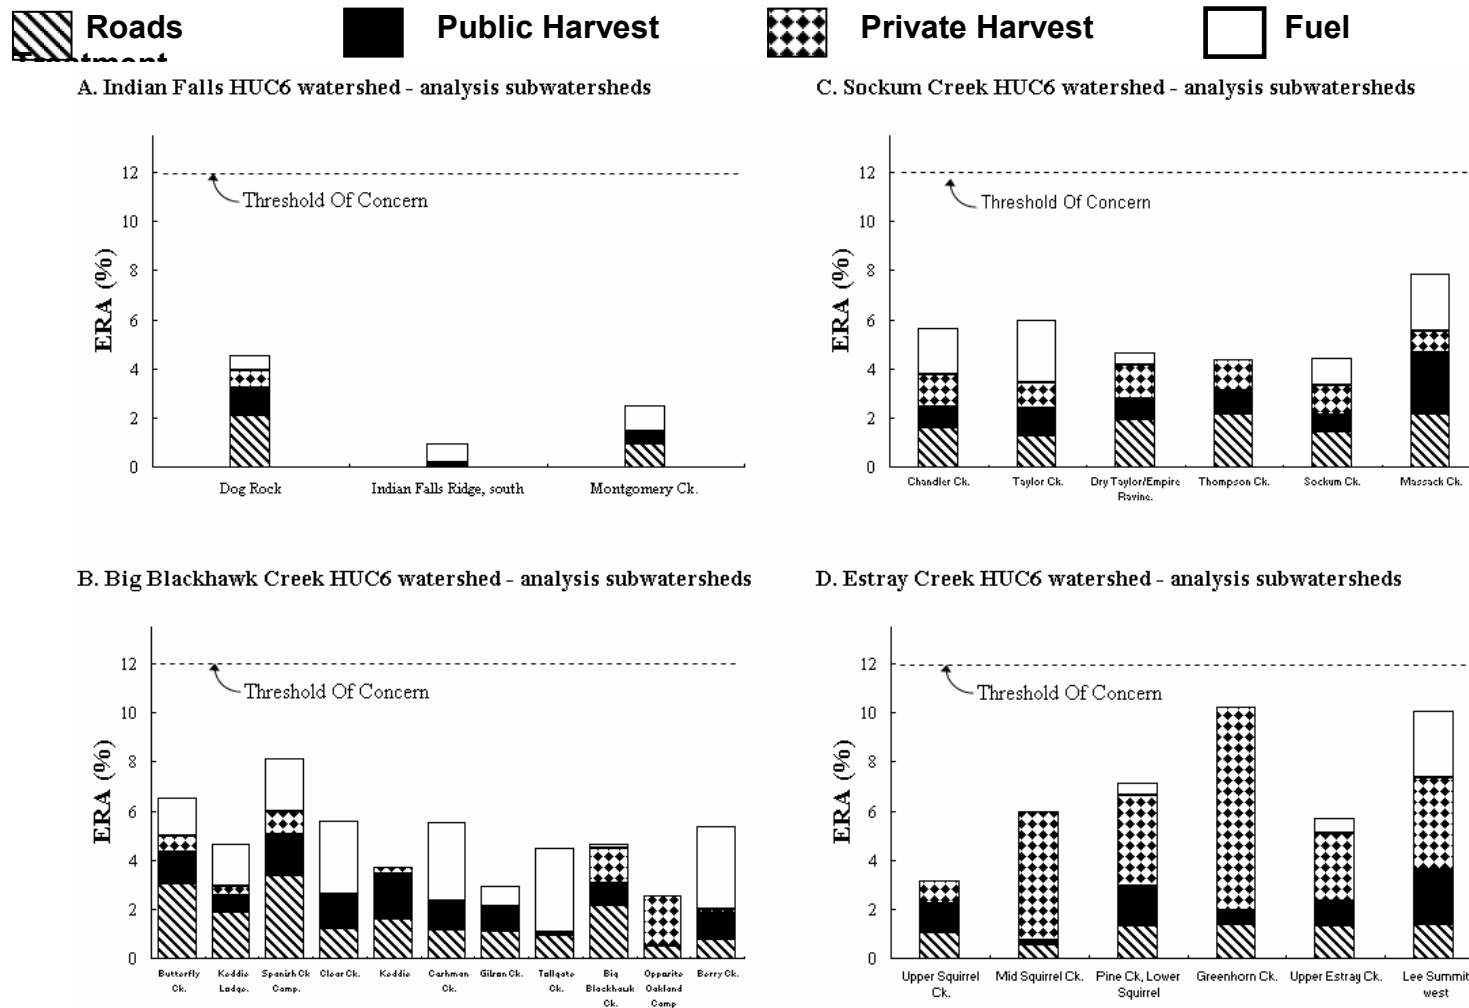 Roads Public Harvest Private Harvest Fuel
Treatment
A. Indian Falls HUC6 watershed - analysis subwatersheds
12
10
8
6
4
2
0
ERA (%)
Threshold Of Concern
Dog Rock
Indian Falls Ridge, south
Montgomery Ck.
C. Sockum Creek HUC6 watershed - analysis subwatersheds
12
10
8
6
4
2
0
ERA (%)
Threshold Of Concern
Chandler Ck.
Taylor Ck.
Dry Taylor/Empire
Ravine.
Thompson Ck.
Sockum Ck.
Massack Ck.
B. Big Blackhawk Creek HUC6 watershed - analysis subwatersheds
12
10
8
6
4
2
0
ERA (%)
Threshold Of Concern
Butterfly
Ck.
Keddie
Lodge.
Spanish Ck
Camp.
Clear Ck.
Keddie
Cashman
Ck.
Gilson Ck.
Tollgate
Ck.
Big
Blackhawk
Ck.
Opposite
Oakland
Camp
Berry Ck.
D. Estray Creek HUC6 watershed - analysis subwatersheds
12
10
8
6
4
2
0
ERA (%)
Threshold Of Concern
Upper Squirrel
Ck.
Mid Squirrel Ck.
Pine Ck, Lower
Squirrel
Greenhorn Ck.
Upper Estray Ck.
Lee Summit
west